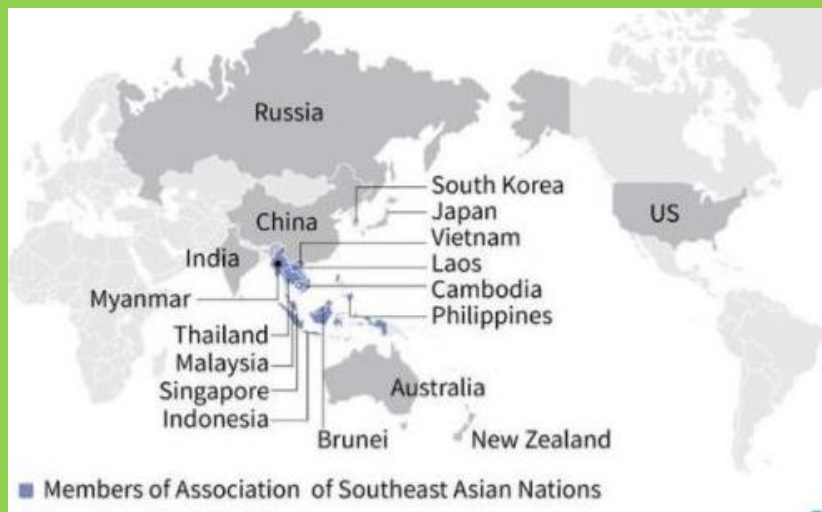 Russia
South Korea
China
Japan
US
Vietnam
India
Laos
Cambodia
Myanmar
Philippines
Thailand
Malaysia
Singapore
Australia
Indonesia
Brunei
New Zealand
Members of Association of Southeast Asian Nations